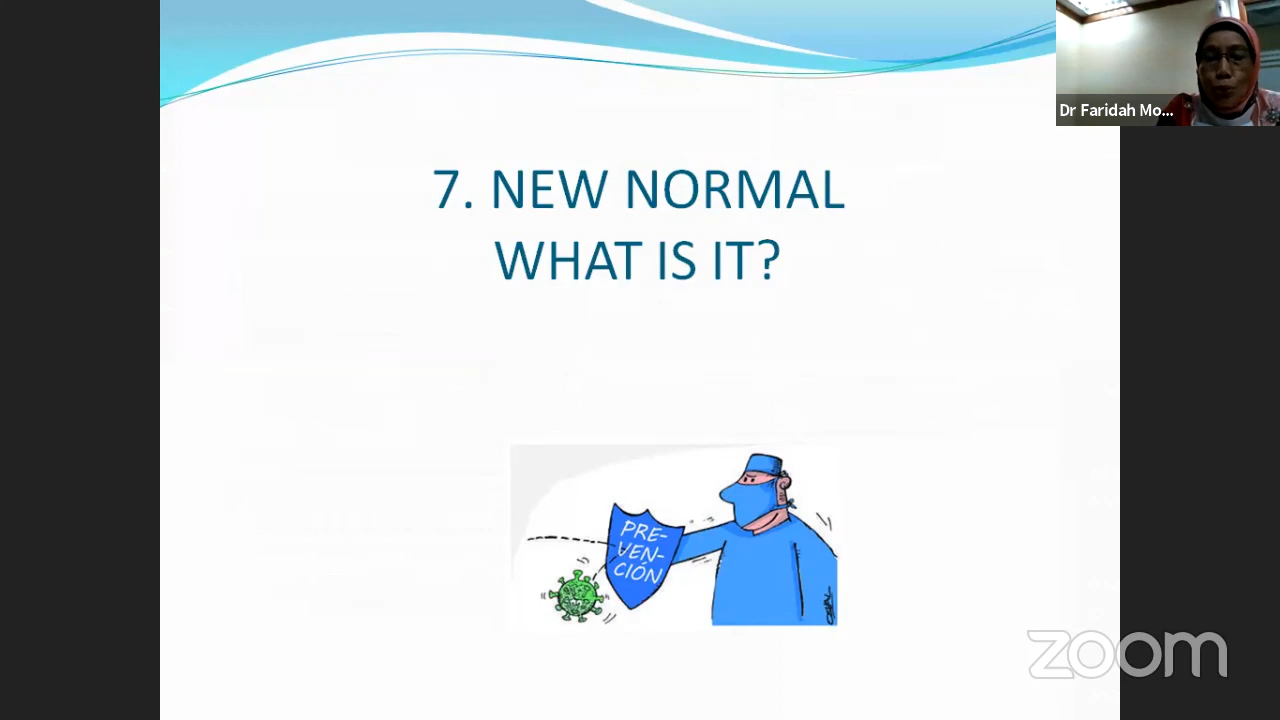 Dr Faridah Mo...
7. NEW NORMAL
WHAT IS IT?
PRE-
VEN-
CIÓN
zoom